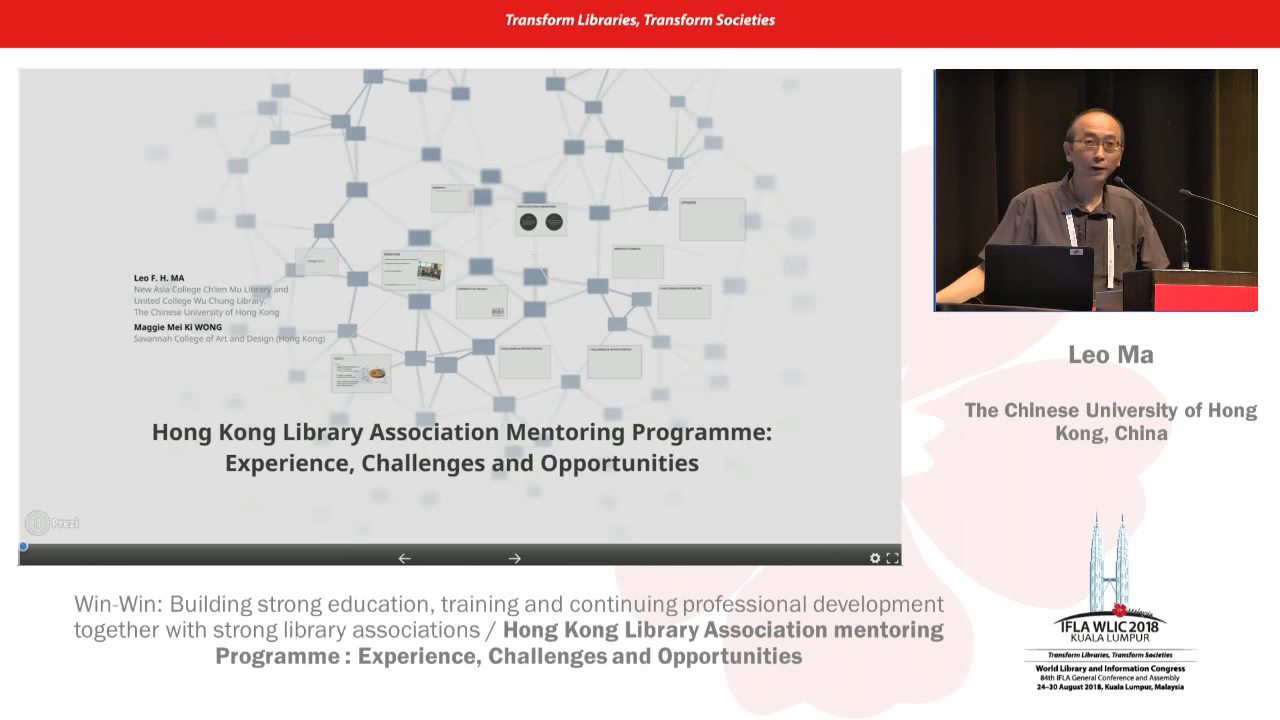 Transform Libraries, Transform Societies
Leo F. H. MA
New Asia College Ch'ien Mu Library and
United College Wu Chung Library,
The Chinese University of Hong Kong
Maggie Mei Ki WONG
Savannah College of Art and Design (Hong Kong)
Hong Kong Library Association Mentoring Programme:
Experience, Challenges and Opportunities
Prezi
Leo Ma
The Chinese University of Hong
Kong, China
Win-Win: Building strong education, training and continuing professional development
together with strong library associations / Hong Kong Library Association mentoring
Programme : Experience, Challenges and Opportunities
Malaysia
IFLA WLIC 2018
KUALA LUMPUR
Transform Libraries, Transform Societies
World Library and Information Congress
84th IFLA General Conference and Assembly
24–30 August 2018, Kuala Lumpur, Malaysia